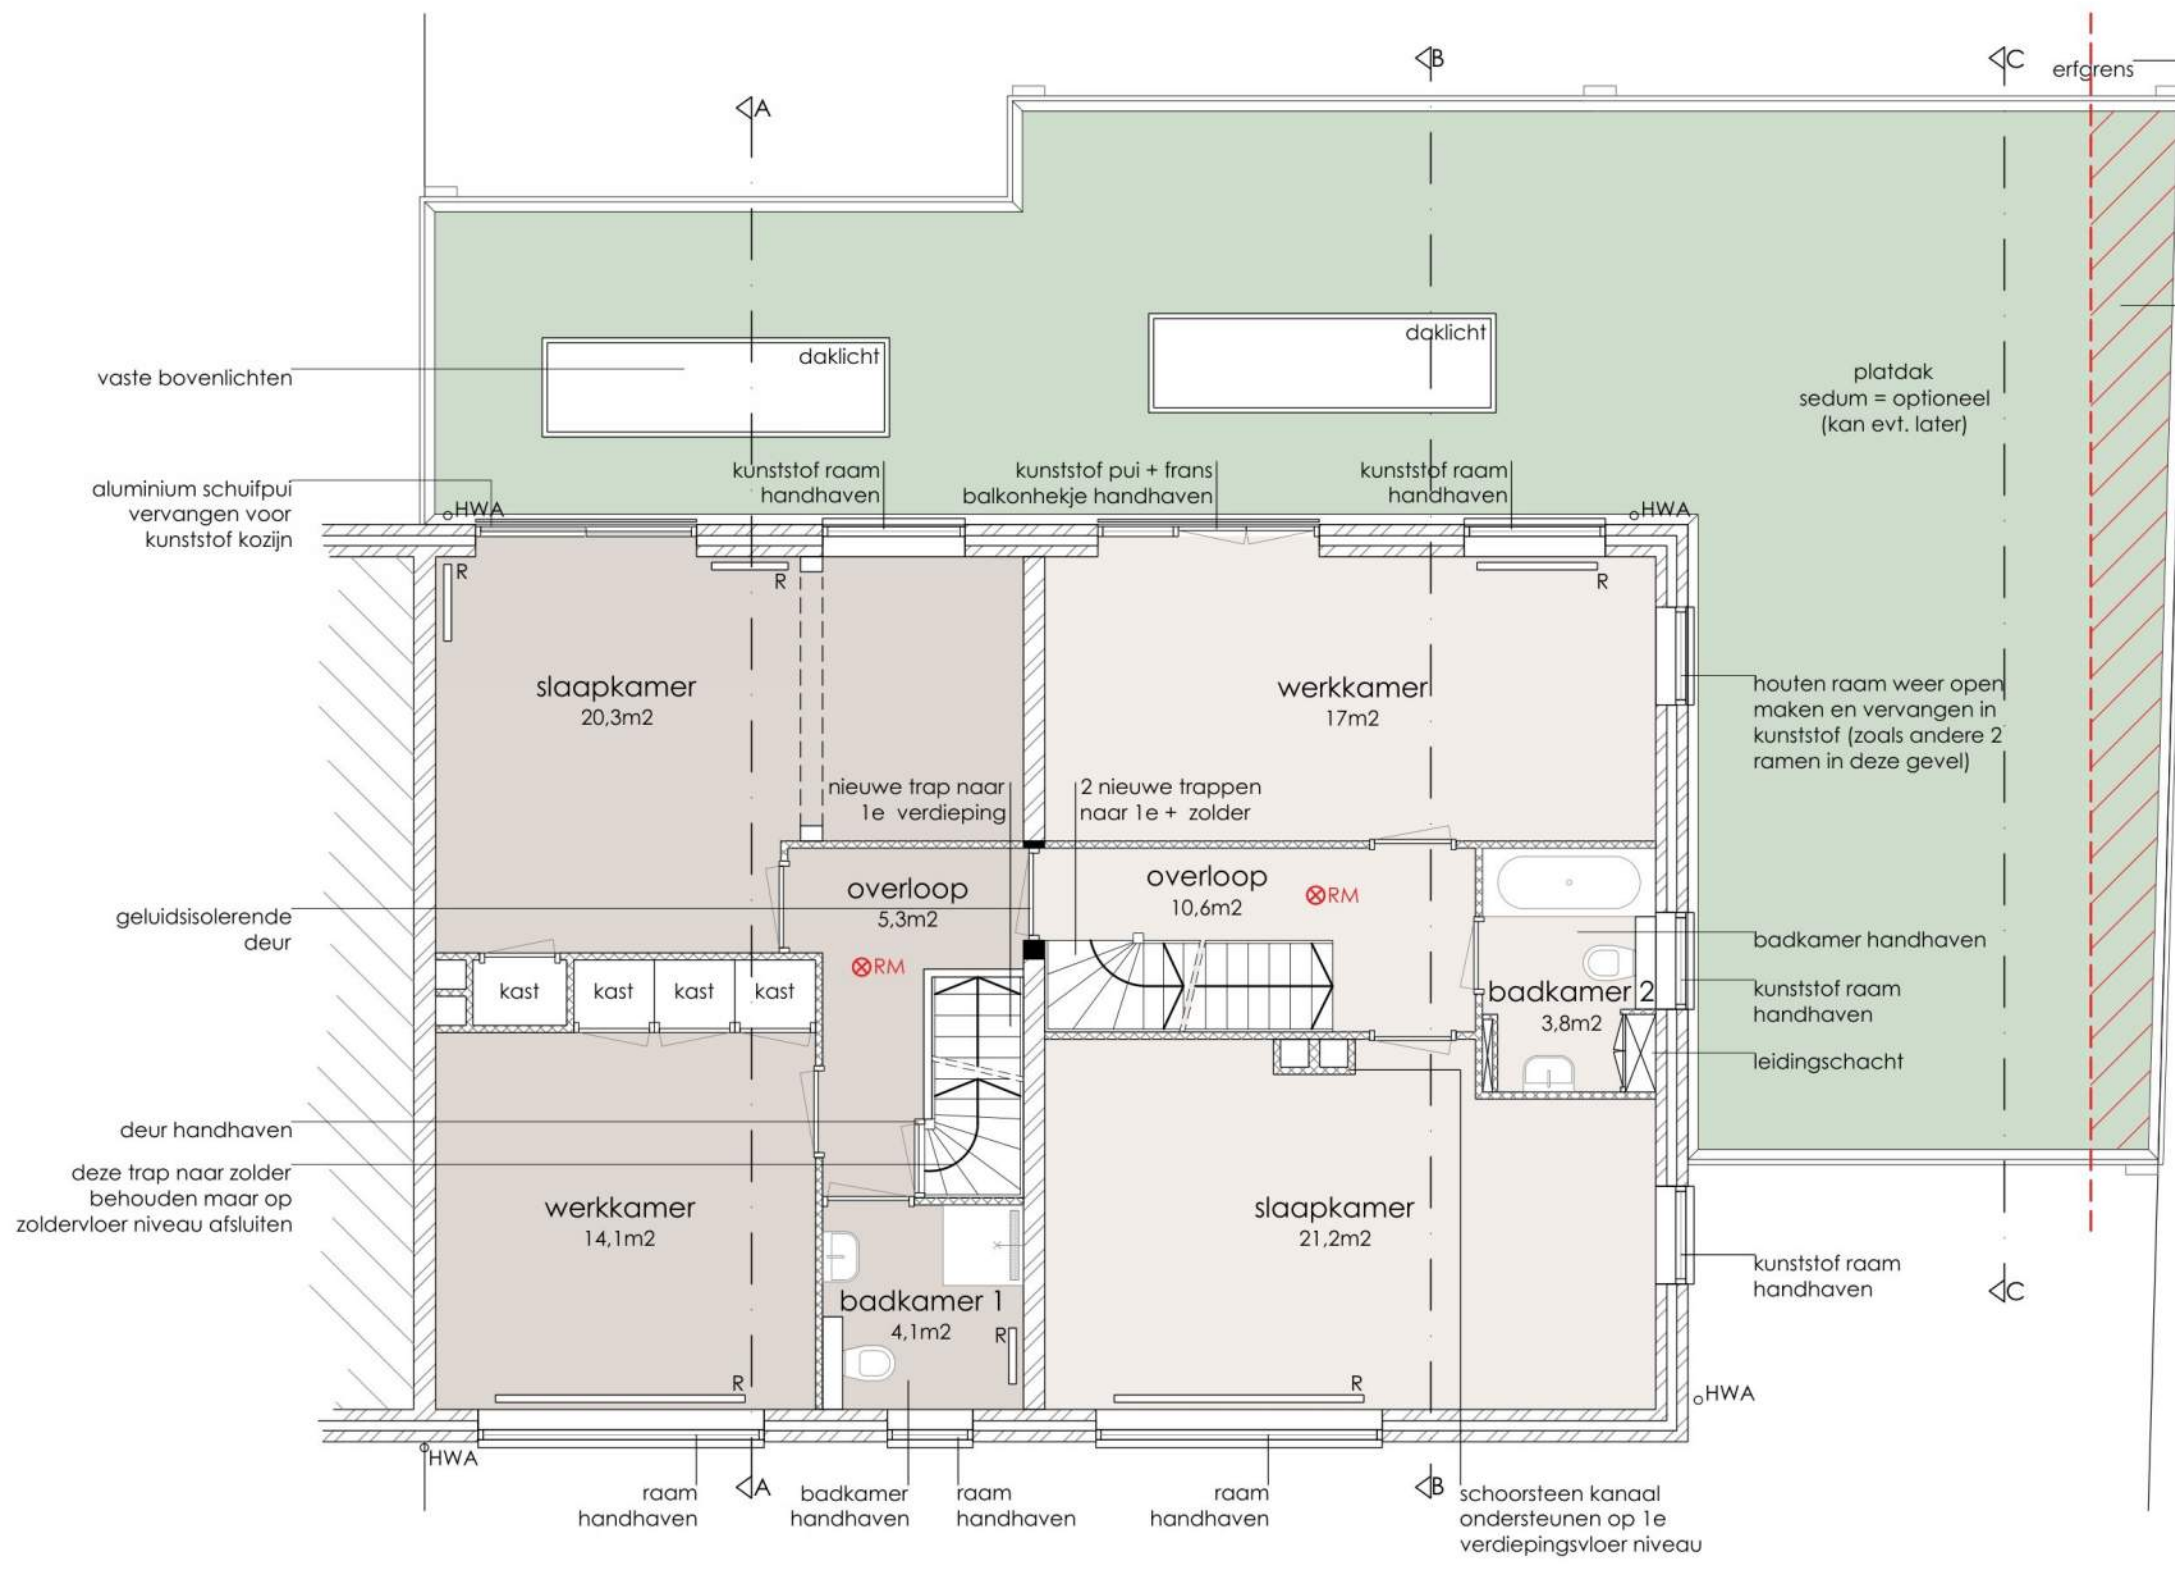 A
B
C
erfgrens
daklicht
daklicht
vaste bovenlichten
platdak
sedum = optioneel
(kan evt. later)
aluminium schuifpui
vervangen voor
kunststof kozijn
HWA
kunststof raam
handhaven
kunststof pui + frans
balkonhekje handhaven
kunststof raam
handhaven
HWA
R
R
R
slaapkamer
20,3m2
werkkamer
17m2
houten raam weer open
maken en vervangen in
kunststof (zoals andere 2
ramen in deze gevel)
nieuwe trap naar
1e verdieping
2 nieuwe trappen
naar 1e + zolder
geluidsisolerende
deur
overloop
5,3m2
RM
overloop
10,6m2
RM
badkamer handhaven
kast
kast
kast
kast
badkamer 2
3,8m2
kunststof raam
handhaven
leidingschacht
deur handhaven
deze trap naar zolder
behouden maar op
zoldervloer niveau afsluiten
werkkamer
14,1m2
slaapkamer
21,2m2
kunststof raam
handhaven
C
badkamer 1
4,1m2
R
R
R
HWA
HWA
raam
handhaven
A
badkamer
handhaven
raam
handhaven
raam
handhaven
B
schoorsteen kanaal
ondersteunen op 1e
verdiepingsvloer niveau